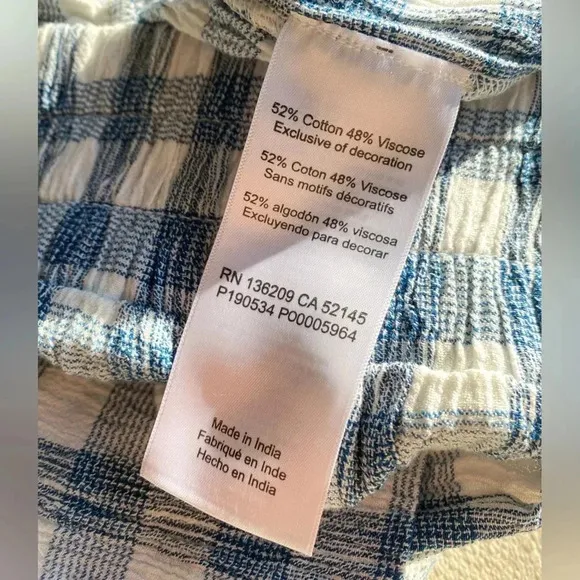 52% Cotton 48% Viscose
Exclusive of decoration
52% Coton 48% Viscose
Sans motifs décoratifs
52% algodón 48% viscosa
Excluyendo para decorar
RN 136209 CA 52145
P190534 PO0005964
Made in India
Fabriqué en Inde
Hecho en India